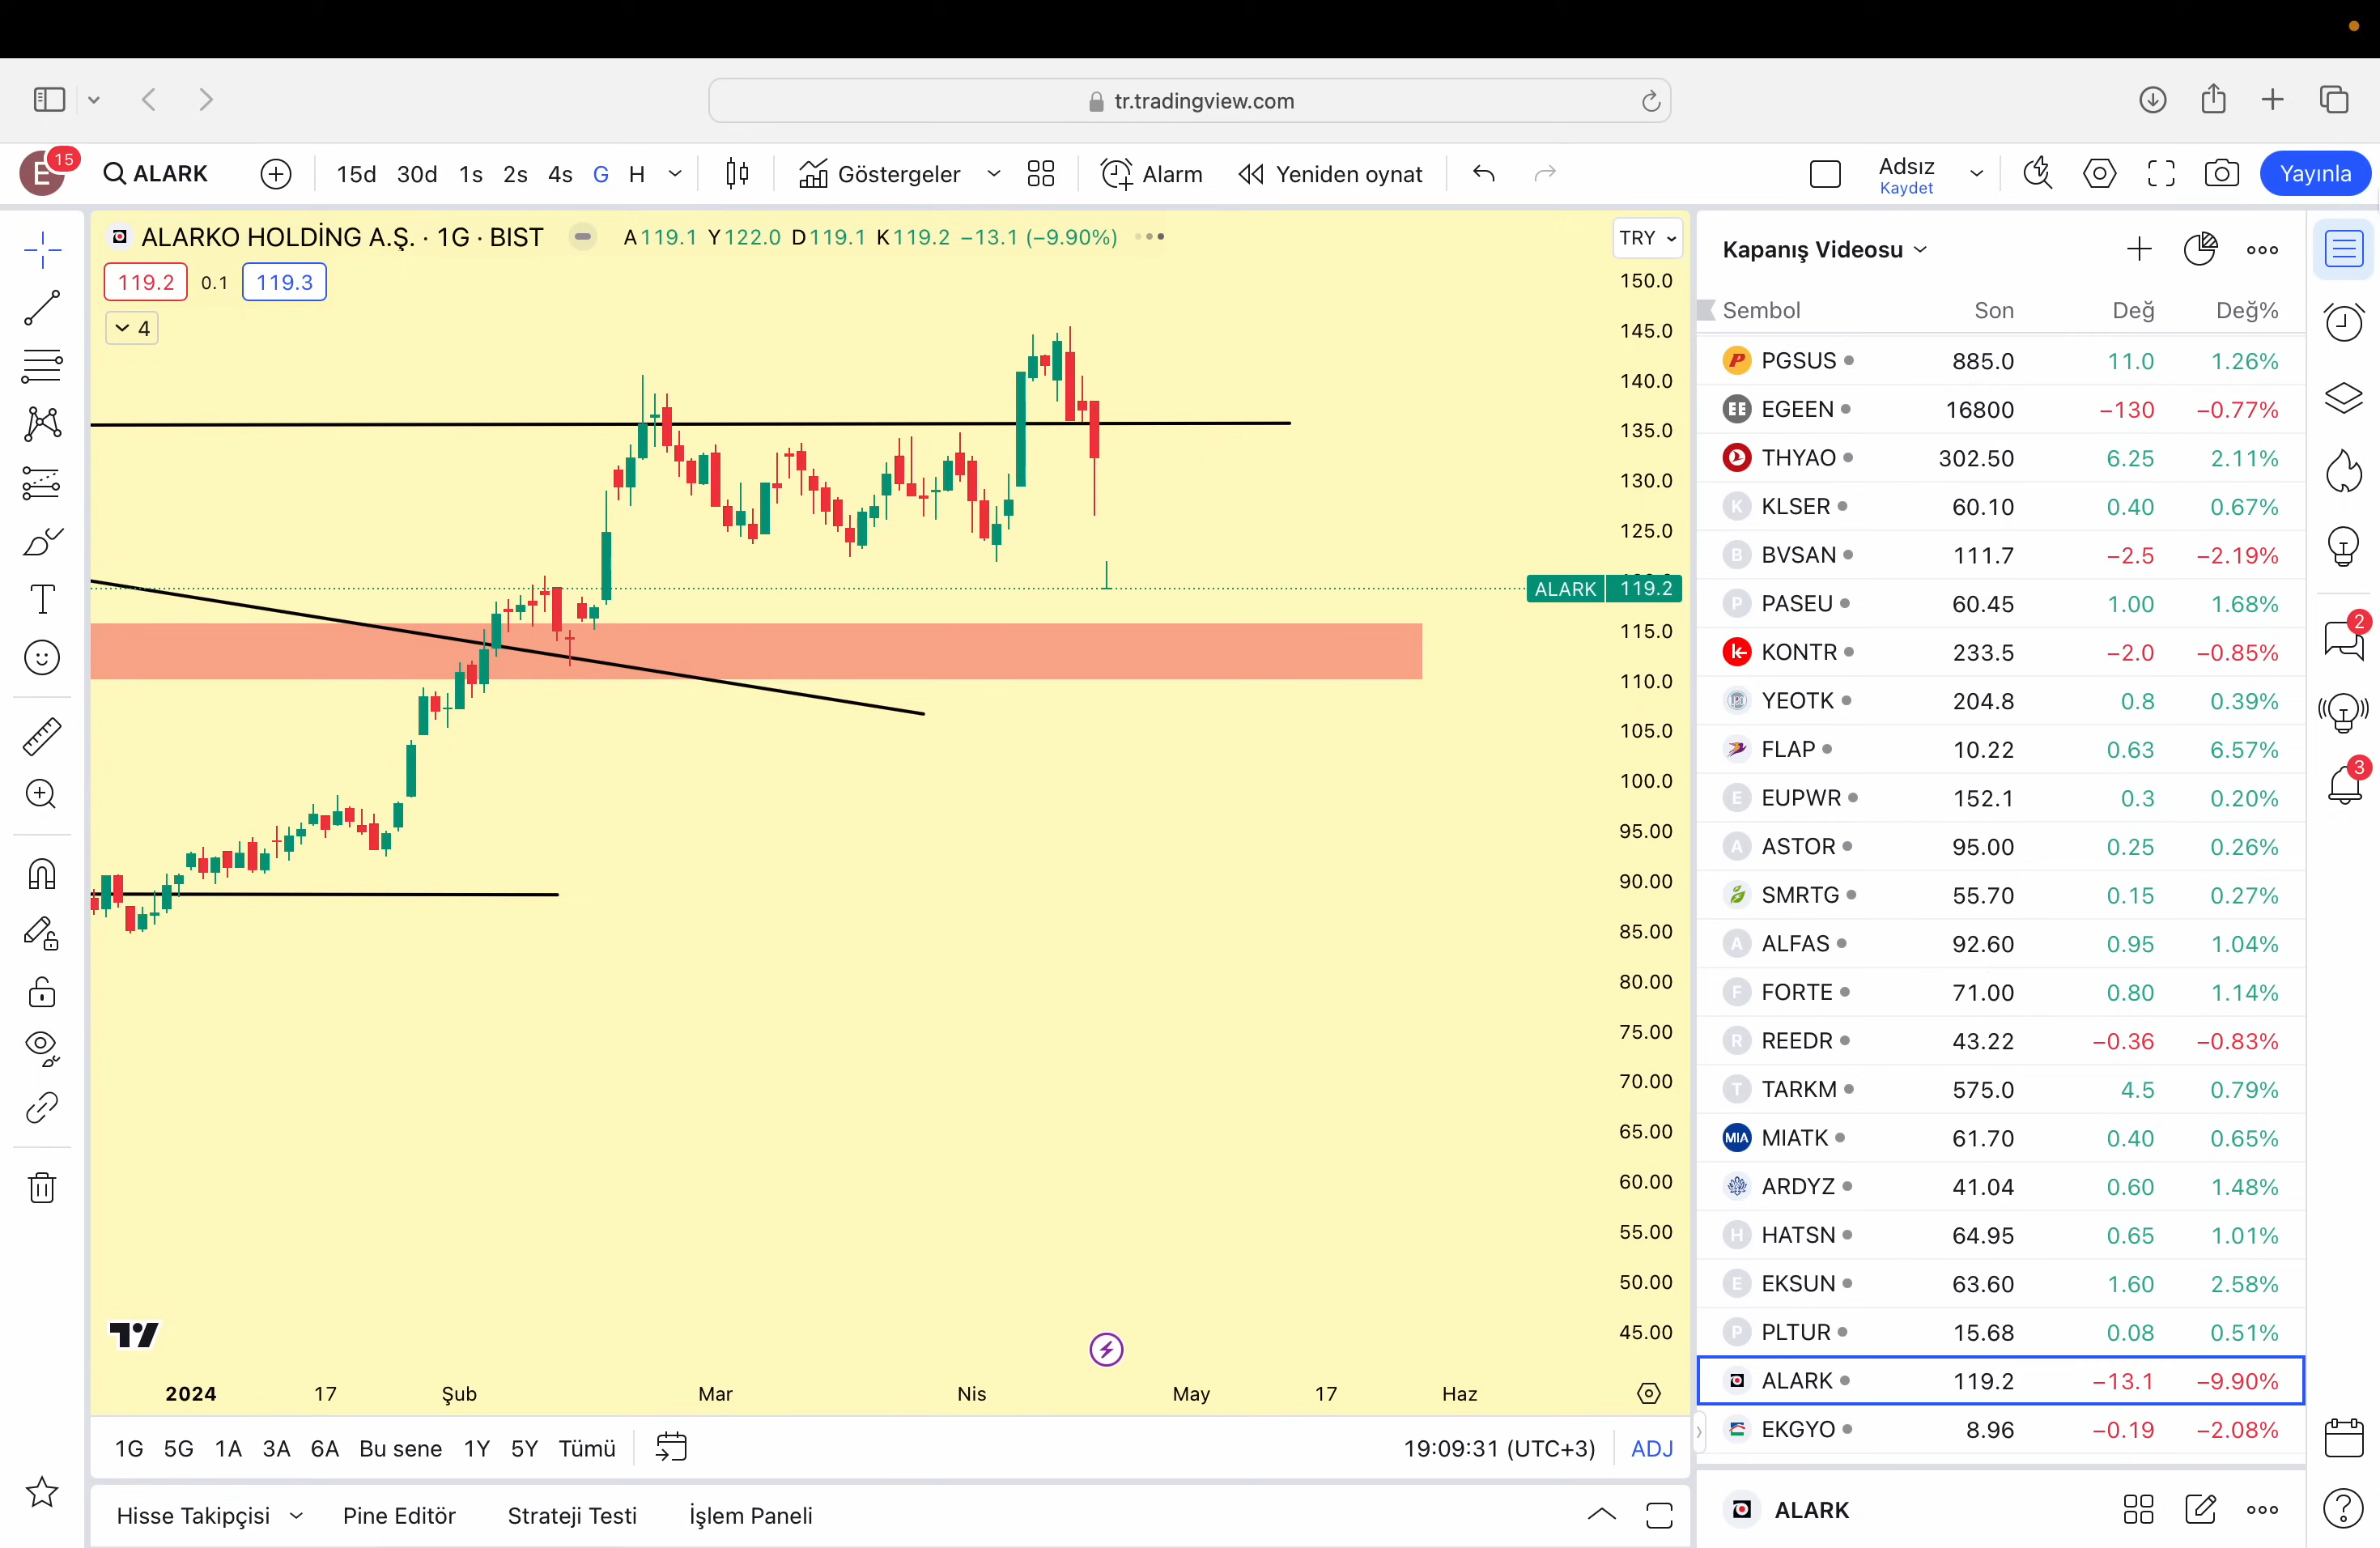 tr.tradingview.com
E 15 ALARK 15d 30d 1s 2s 4s G H Göstergeler Alarm Yeniden oynat Adsız Kaydet Yayınla
ALARKO HOLDİNG A.Ş. · 1G · BIST A119.1 Y122.0 D119.1 K119.2 −13.1 (−9.90%)
119.2 0.1 119.3
4
TRY
150.0
145.0
140.0
135.0
130.0
125.0
ALARK 119.2
115.0
110.0
105.0
100.0
95.00
90.00
85.00
80.00
75.00
70.00
65.00
60.00
55.00
50.00
45.00
2024 17 Şub Mar Nis May 17 Haz
1G 5G 1A 3A 6A Bu sene 1Y 5Y Tümü 19:09:31 (UTC+3) ADJ
Hisse Takipçisi Pine Editör Strateji Testi İşlem Paneli
Kapanış Videosu
Sembol Son Değ Değ%
P PGSUS 885.0 11.0 1.26%
EE EGEEN 16800 −130 −0.77%
THYAO 302.50 6.25 2.11%
K KLSER 60.10 0.40 0.67%
B BVSAN 111.7 −2.5 −2.19%
P PASEU 60.45 1.00 1.68%
KONTR 233.5 −2.0 −0.85%
YEOTK 204.8 0.8 0.39%
FLAP 10.22 0.63 6.57%
E EUPWR 152.1 0.3 0.20%
A ASTOR 95.00 0.25 0.26%
SMRTG 55.70 0.15 0.27%
A ALFAS 92.60 0.95 1.04%
F FORTE 71.00 0.80 1.14%
R REEDR 43.22 −0.36 −0.83%
T TARKM 575.0 4.5 0.79%
MIA MIATK 61.70 0.40 0.65%
ARDYZ 41.04 0.60 1.48%
H HATSN 64.95 0.65 1.01%
E EKSUN 63.60 1.60 2.58%
P PLTUR 15.68 0.08 0.51%
ALARK 119.2 −13.1 −9.90%
EKGYO 8.96 −0.19 −2.08%
ALARK
2
3